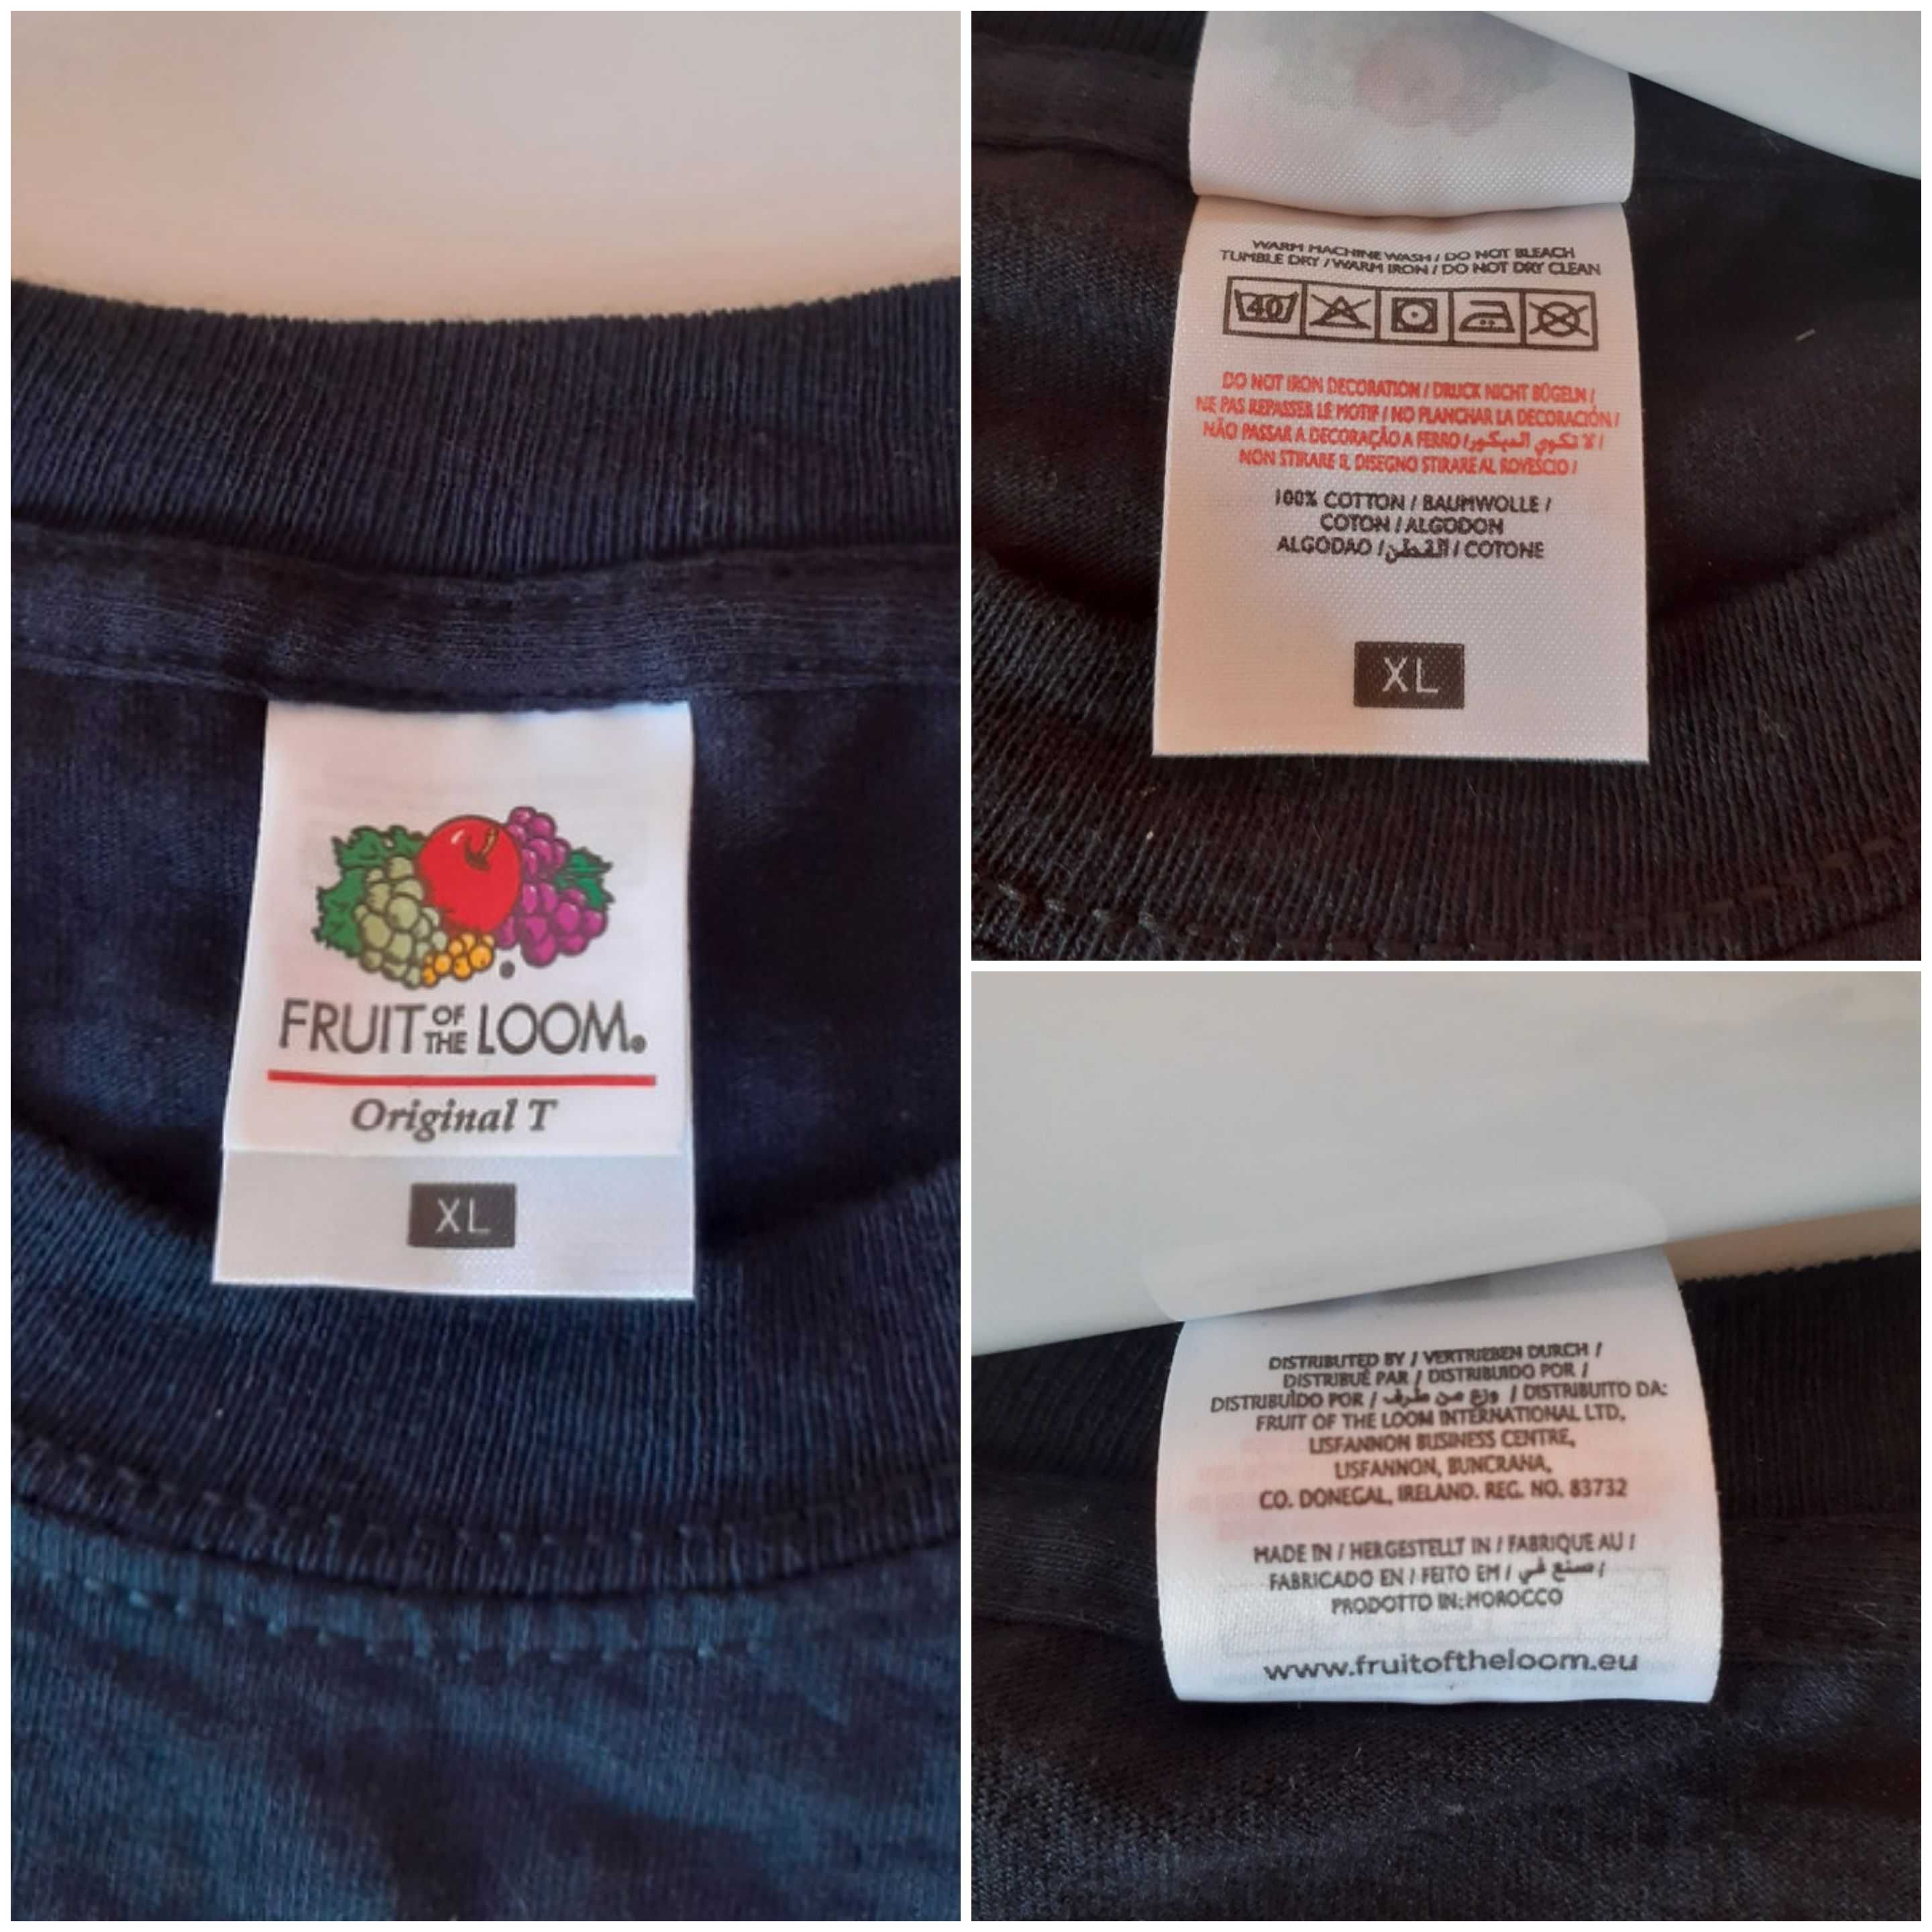 FRUIT OF THE LOOM®
Original T
XL
WARM MACHINE WASH / DO NOT BLEACH
TUMBLE DRY / WARM IRON / DO NOT DRY CLEAN
40
DO NOT IRON DECORATION / DRUCK NICHT BÜGELN /
NE PAS REPASSER LE MOTIF / NO PLANCHAR LA DECORACIÓN /
NÃO PASSAR A DECORAÇÃO A FERRO / لا تكوي الديكور /
NON STIRARE IL DISEGNO STIRARE AL ROVESCIO /
100% COTTON / BAUMWOLLE /
COTON / ALGODON
ALGODAO / القطن / COTONE
XL
DISTRIBUTED BY / VERTRIEBEN DURCH /
DISTRIBUÉ PAR / DISTRIBUIDO POR /
DISTRIBUÍDO POR / وزع من طرف / DISTRIBUITO DA:
FRUIT OF THE LOOM INTERNATIONAL LTD,
LISFANNON BUSINESS CENTRE,
LISFANNON, BUNCRANA,
CO. DONEGAL, IRELAND. REG. NO. 83732
MADE IN / HERGESTELLT IN / FABRIQUE AU /
FABRICADO EN / FEITO EM / صنع في /
PRODOTTO IN: MOROCCO
www.fruitoftheloom.eu